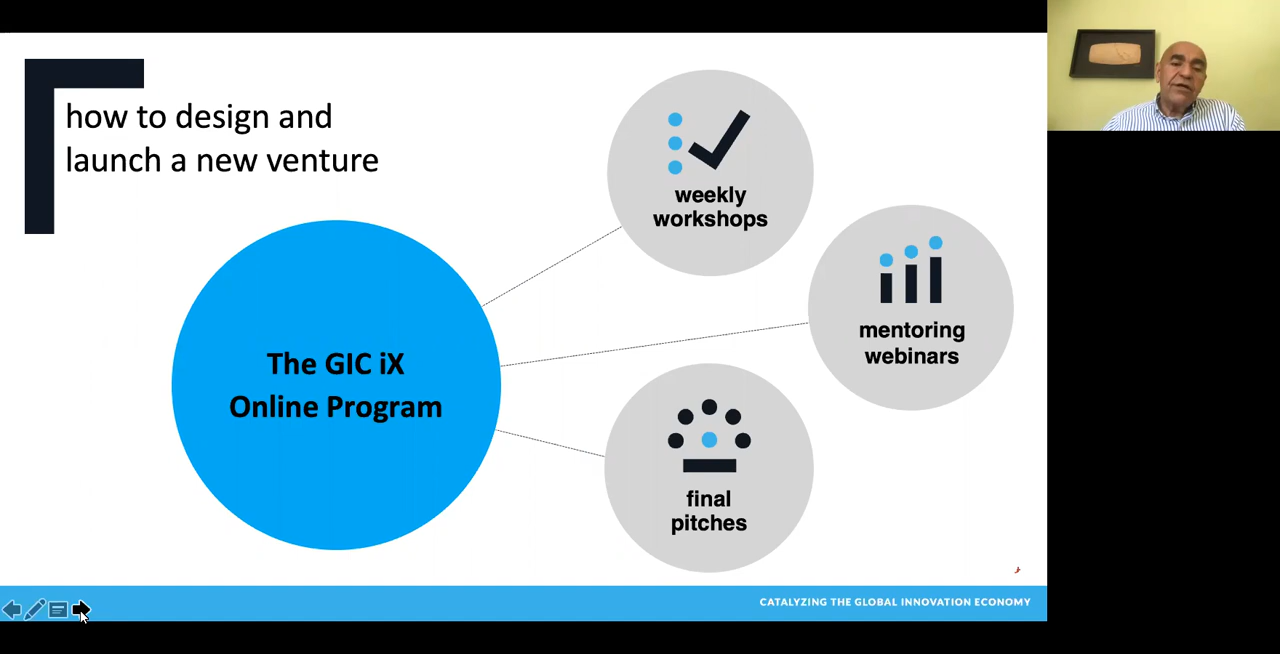 how to design and
launch a new venture
weekly
workshops
The GIC iX
Online Program
mentoring
webinars
final
pitches
CATALYZING THE GLOBAL INNOVATION ECONOMY